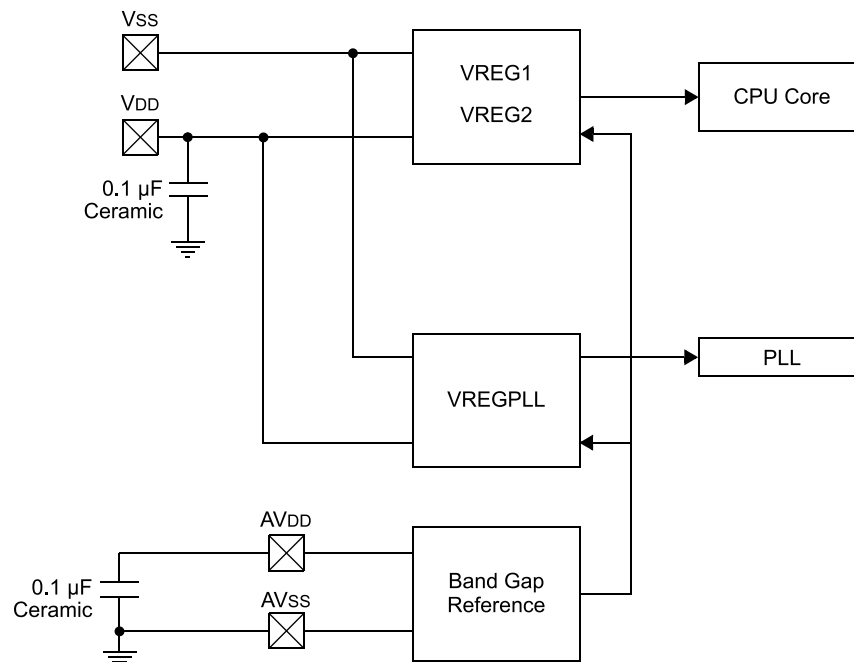 VSS
VREG1
VREG2
CPU Core
VDD
0.1 µF
Ceramic
VREGPLL
PLL
AVDD
0.1 µF
Ceramic
AVSS
Band Gap
Reference